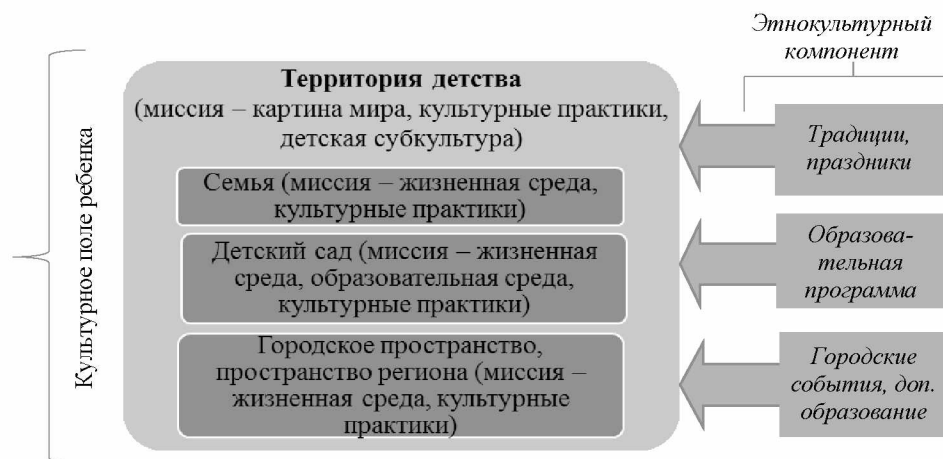 Этнокультурный
компонент
Культурное поле ребенка
Территория детства
(миссия – картина мира, культурные практики,
детская субкультура)
Семья (миссия – жизненная среда,
культурные практики)
Детский сад (миссия – жизненная
среда, образовательная среда,
культурные практики)
Городское пространство,
пространство региона (миссия –
жизненная среда, культурные
практики)
Традиции,
праздники
Образова-
тельная
программа
Городские
события, доп.
образование